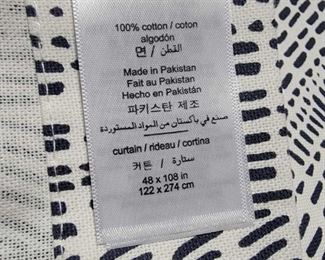 100% cotton / coton
algodón
면 / القطن
Made in Pakistan
Fait au Pakistan
Hecho en Pakistán
파키스탄 제조
صنع في باكستان من المواد المستوردة
curtain / rideau / cortina
커튼 / ستارة
48 x 108 in
122 x 274 cm